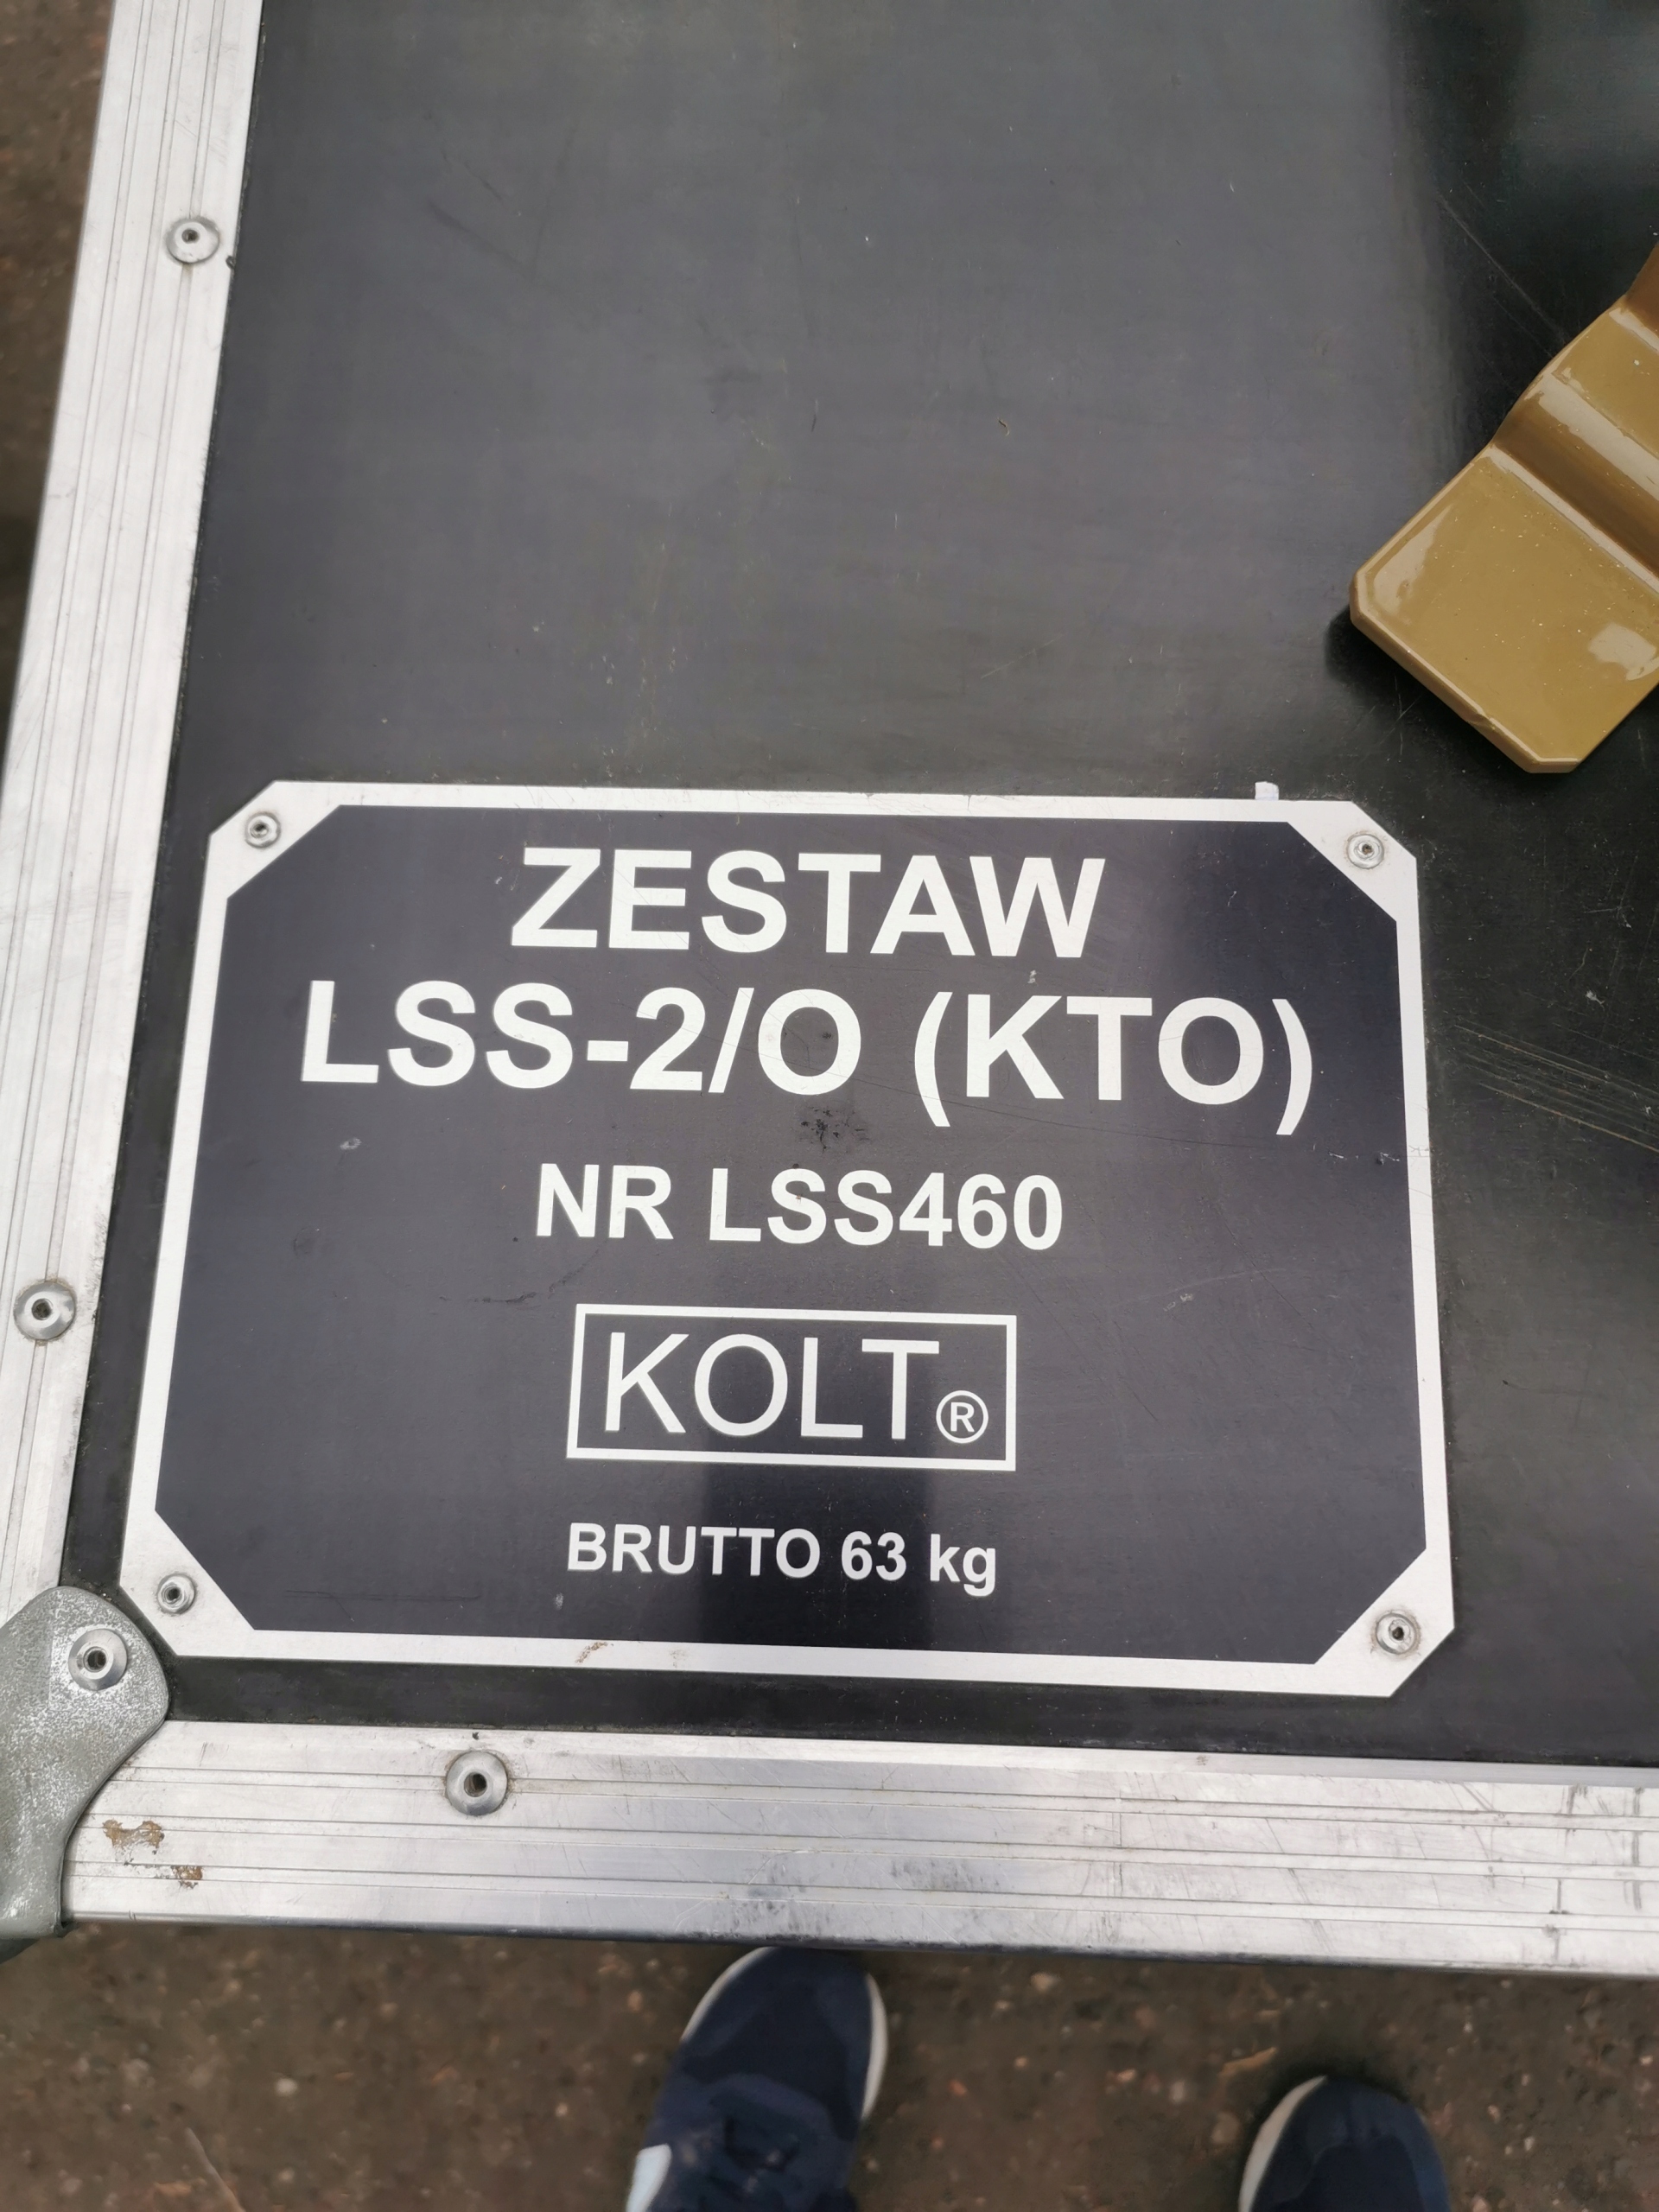 ZESTAW
LSS-2/O (KTO)
NR LSS460
KOLT®
BRUTTO 63 kg